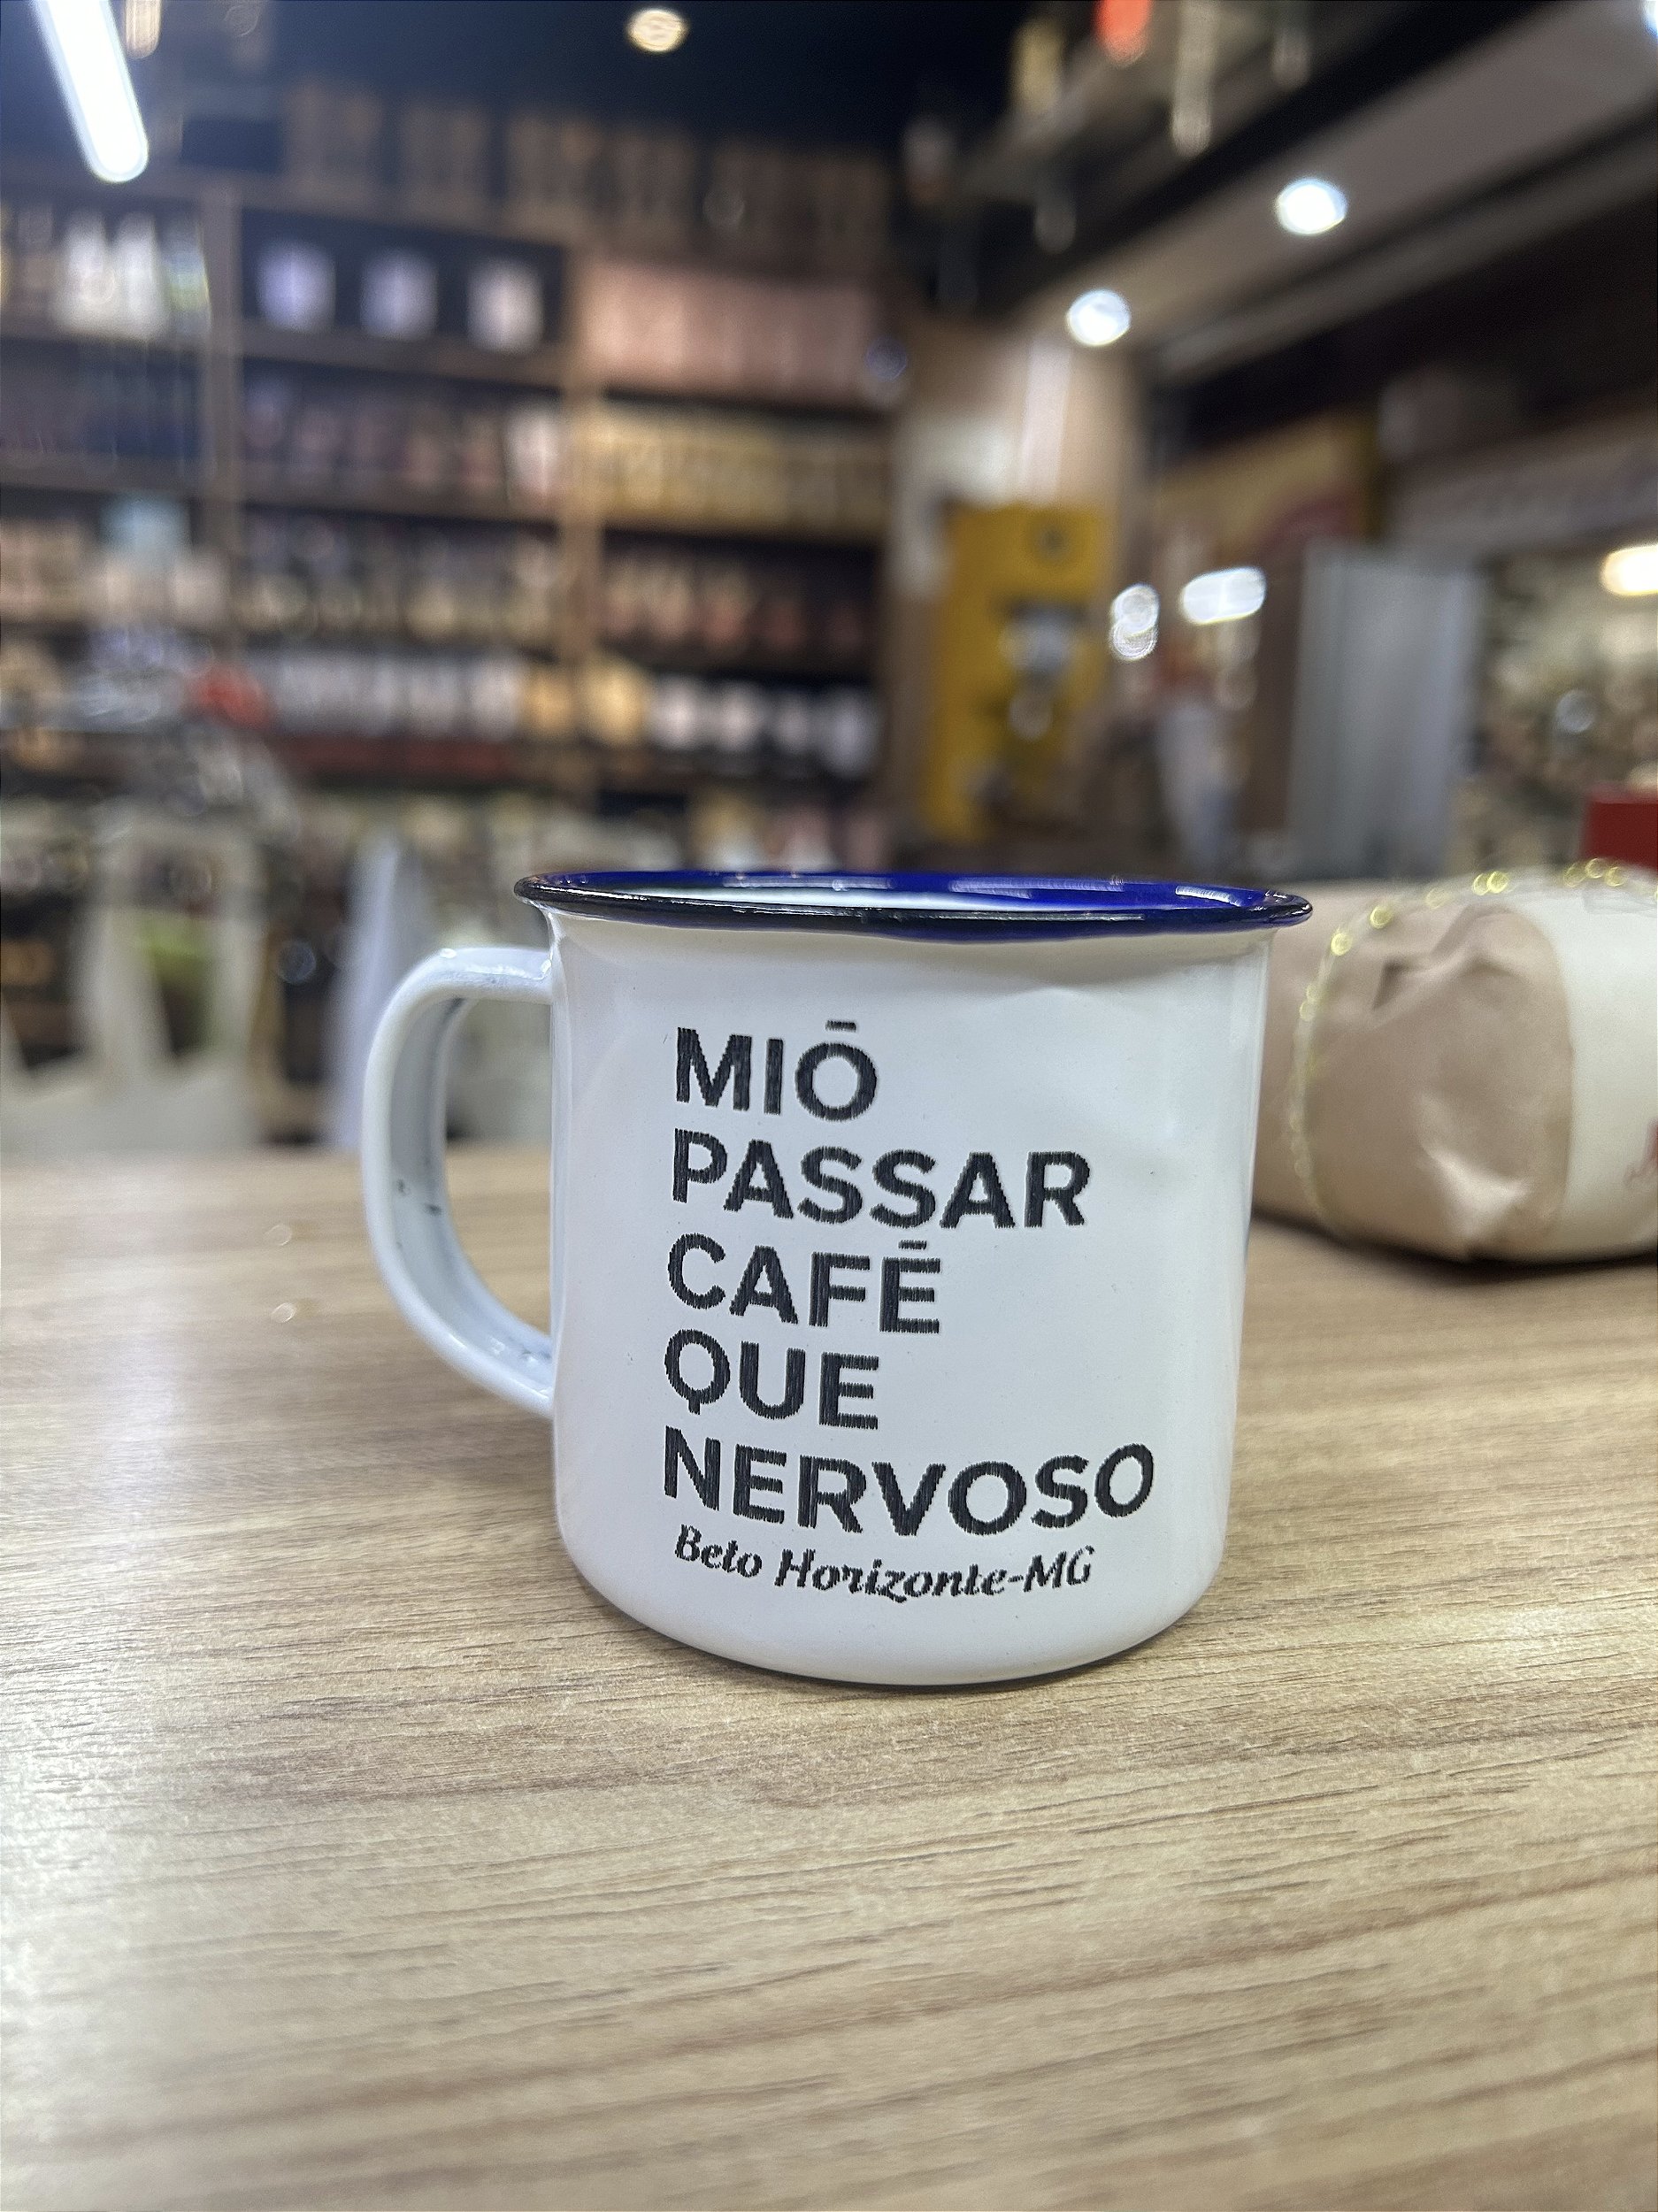 MIÓ
PASSAR
CAFÉ
QUE
NERVOSO
Belo Horizonte-MG